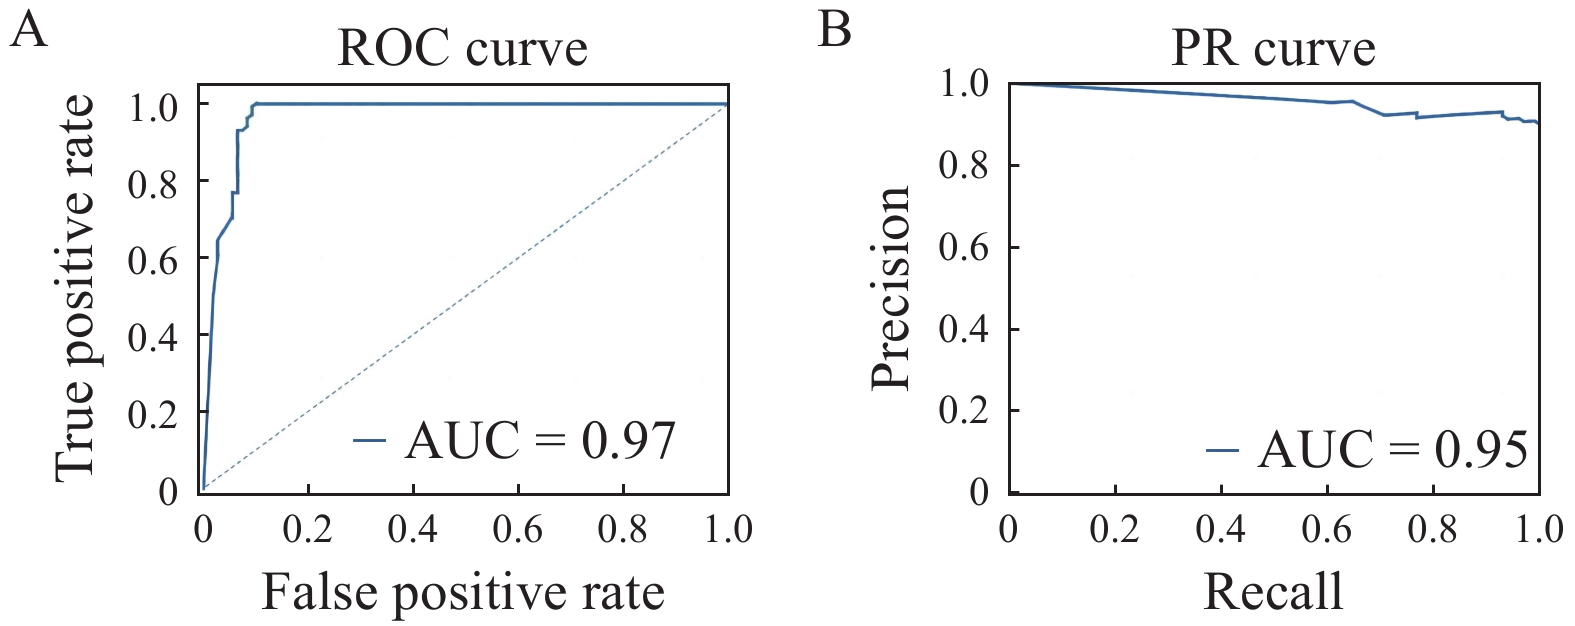 A
ROC curve
True positive rate
1.0
0.8
0.6
0.4
0.2
0
AUC = 0.97
0 0.2 0.4 0.6 0.8 1.0
False positive rate
B
PR curve
Precision
1.0
0.8
0.6
0.4
0.2
0
AUC = 0.95
0 0.2 0.4 0.6 0.8 1.0
Recall